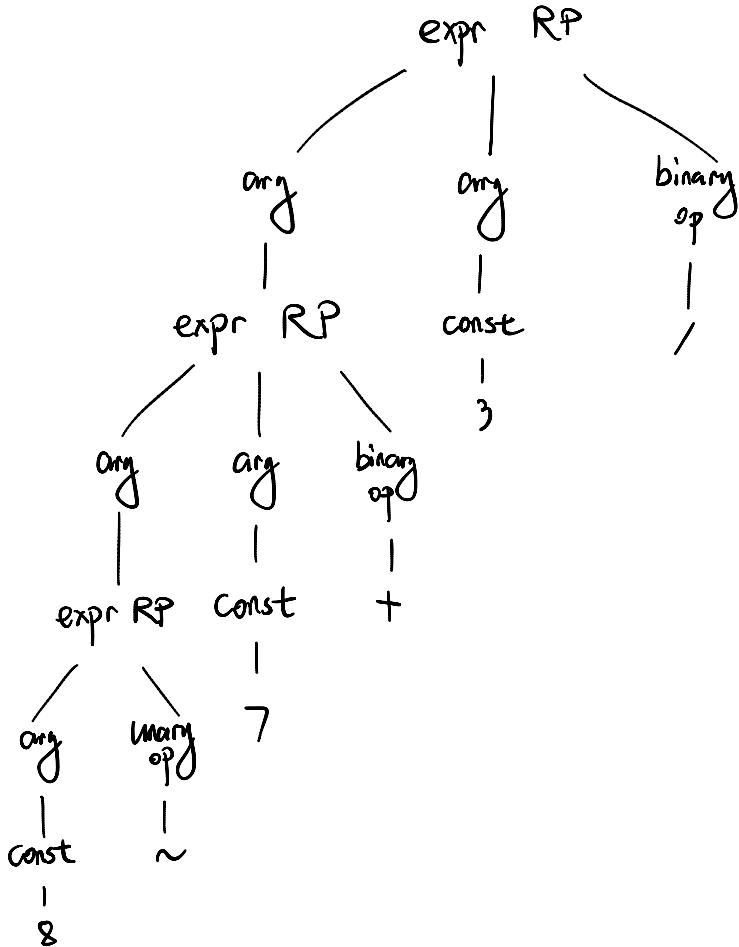 expr RP
arg arg binary op
expr RP const /
3
arg arg binary op
expr RP const +
7
arg unary op
const ~
8